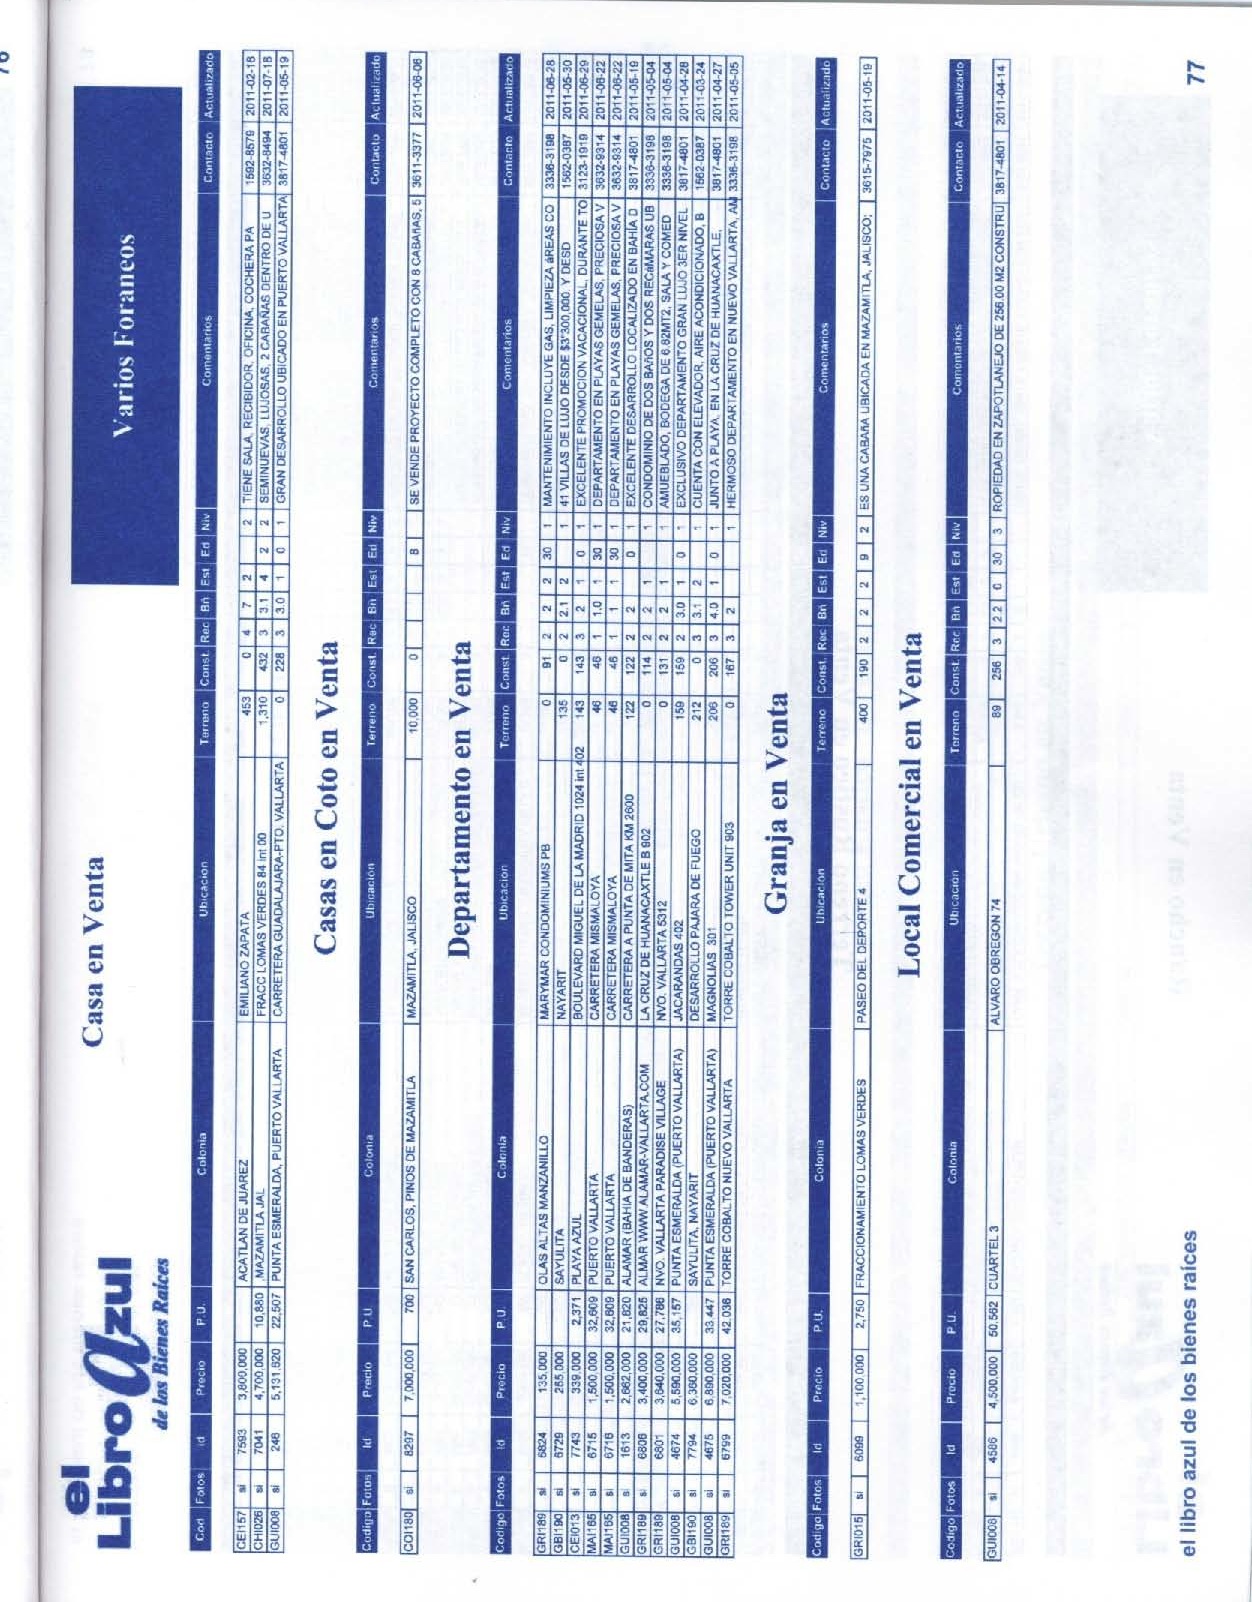 el
Libro azul
de los Bienes Raíces
Casa en Venta
Varios Foraneos
Cod Fotos Id Precio P.U. Colonia Ubicacion Terreno Const. Rec Bñ Est Ed Niv Comentarios Contacto Actualizado
CEI157 si 7593 3,800,000 ACATLAN DE JUAREZ EMILIANO ZAPATA 453 0 4 7 2 2 TIENE SALA, RECIBIDOR, OFICINA, COCHERA PA 1592-8579 2011-02-18
CHI026 si 7041 4,700,000 10,880 ,MAZAMITLA JAL FRACC LOMAS VERDES 84 int 00 1,310 432 3 3.1 4 2 2 SEMINUEVAS, LUJOSAS, 2 CABAÑAS DENTRO DE U 3632-8494 2011-07-18
GUI008 si 246 5,131,620 22,507 PUNTA ESMERALDA, PUERTO VALLARTA CARRETERA GUADALAJARA-PTO. VALLARTA 0 228 3 3.0 1 0 1 GRAN DESARROLLO UBICADO EN PUERTO VALLARTA 3817-4801 2011-05-19
Casas en Coto en Venta
Codigo Fotos Id Precio P.U. Colonia Ubicación Terreno Const. Rec Bñ Est Ed Niv Comentarios Contacto Actualizado
COI180 si 8297 7,000,000 700 SAN CARLOS, PINOS DE MAZAMITLA MAZAMITLA, JALISCO 10,000 0 8 SE VENDE PROYECTO COMPLETO CON 8 CABAñAS, 5 3611-3377 2011-06-06
Departamento en Venta
Codigo Fotos Id Precio P.U. Colonia Ubicacion Terreno Const. Rec Bñ Est Ed Niv Comentarios Contacto Actualizado
GRI189 si 6824 135,000 OLAS ALTAS MANZANILLO MARYMAR CONDOMINIUMS PB 0 91 2 2 2 30 1 MANTENIMIENTO INCLUYE GAS, LIMPIEZA áREAS CO 3336-3198 2011-06-28
GBI190 si 6729 265,000 SAYULITA NAYARIT 135 0 2 2.1 2 1 41 VILLAS DE LUJO DESDE $3'300,000, Y DESD 1562-0387 2011-05-30
CEI013 si 7743 339,000 2,371 PLAYA AZUL BOULEVARD MIGUEL DE LA MADRID 1024 int 402 143 143 3 2 1 0 1 EXCELENTE PROMOCION VACACIONAL, DURANTE TO 3123-1919 2011-06-29
MAI165 si 6715 1,500,000 32,609 PUERTO VALLARTA CARRETERA MISMALOYA 46 46 1 1.0 1 30 1 DEPARTAMENTO EN PLAYAS GEMELAS, PRECIOSA V 3632-9314 2011-06-22
MAI165 si 6716 1,500,000 32,609 PUERTO VALLARTA CARRETERA MISMALOYA 46 46 1 1 1 30 1 DEPARTAMENTO EN PLAYAS GEMELAS, PRECIOSA V 3632-9314 2011-06-22
GUI008 si 1613 2,662,000 21,820 ALAMAR (BAHIA DE BANDERAS) CARRETERA A PUNTA DE MITA KM 2600 122 122 2 2 0 1 EXCELENTE DESARROLLO LOCALIZADO EN BAHÍA D 3817-4801 2011-05-19
GRI189 si 6806 3,400,000 29,825 ALMAR WWW.ALAMAR-VALLARTA.COM LA CRUZ DE HUANACAXTLE B 902 0 114 2 2 1 1 CONDOMINIO DE DOS BAñOS Y DOS RECáMARAS UB 3336-3198 2011-05-04
GRI189 si 6801 3,640,000 27,786 NVO. VALLARTA PARADISE VILLAGE NVO. VALLARTA 5312 0 131 2 2 1 1 AMUEBLADO, BODEGA DE 6.82MT2, SALA Y COMED 3336-3198 2011-05-04
GUI008 si 4674 5,590,000 35,157 PUNTA ESMERALDA (PUERTO VALLARTA) JACARANDAS 402 159 159 2 3.0 1 0 1 EXCLUSIVO DEPARTAMENTO GRAN LUJO 3ER NIVEL 3817-4801 2011-04-28
GBI190 si 7794 6,360,000 SAYULITA, NAYARIT DESARROLLO PAJARA DE FUEGO 212 0 3 3.1 2 1 CUENTA CON ELEVADOR, AIRE ACONDICIONADO, B 1562-0387 2011-03-24
GUI008 si 4675 6,890,000 33,447 PUNTA ESMERALDA (PUERTO VALLARTA) MAGNOLIAS 301 206 206 3 4.0 1 0 1 JUNTO A PLAYA, EN LA CRUZ DE HUANACAXTLE, 3817-4801 2011-04-27
GRI189 si 6799 7,020,000 42,036 TORRE COBALTO NUEVO VALLARTA TORRE COBALTO TOWER UNIT 903 0 167 3 2 1 HERMOSO DEPARTAMENTO EN NUEVO VALLARTA, AM 3336-3198 2011-05-05
Granja en Venta
Codigo Fotos Id Precio P.U. Colonia Ubicacion Terreno Const. Rec Bñ Est Ed Niv Comentarios Contacto Actualizado
GRI015 si 6099 1,100,000 2,750 FRACCIONAMIENTO LOMAS VERDES PASEO DEL DEPORTE 4 400 190 2 2 2 9 2 ES UNA CABAñA UBICADA EN MAZAMITLA, JALISCO; 3615-7975 2011-05-19
Local Comercial en Venta
Codigo Fotos Id Precio P.U. Colonia Ubicación Terreno Const. Rec Bñ Est Ed Niv Comentarios Contacto Actualizado
GUI008 si 4586 4,500,000 50,562 CUARTEL 3 ALVARO OBREGON 74 89 256 3 2.2 0 30 3 ROPIEDAD EN ZAPOTLANEJO DE 256.00 M2 CONSTRU 3817-4801 2011-04-14
el libro azul de los bienes raíces
77